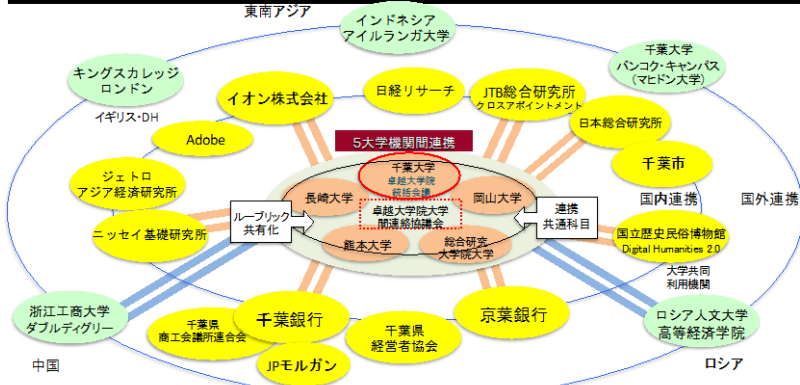 東南アジア
インドネシア
アイルランガ大学
千葉大学
バンコク・キャンパス
(マヒドン大学)
キングスカレッジ
ロンドン
イギリス・DH
イオン株式会社
日経リサーチ
JTB総合研究所
クロスアポイントメント
日本総合研究所
Adobe
5大学機関間連携
千葉市
千葉大学
卓越大学院
統括会議
ジェトロ
アジア経済研究所
長崎大学
岡山大学
国内連携
国外連携
ルーブリック
共有化
卓越大学院大学
間連絡協議会
連携
共通科目
ニッセイ基礎研究所
熊本大学
総合研究
大学院大学
国立歴史民俗博物館
Digital Humanities 2.0
大学共同
利用機関
浙江工商大学
ダブルディグリー
千葉県
商工会議所連合会
千葉銀行
千葉県
経営者協会
京葉銀行
ロシア人文大学
高等経済学院
中国
JPモルガン
ロシア